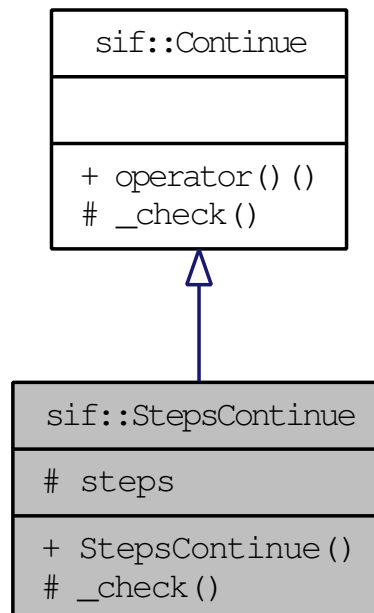 sif::Continue
+ operator()()
# _check()
sif::StepsContinue
# steps
+ StepsContinue()
# _check()